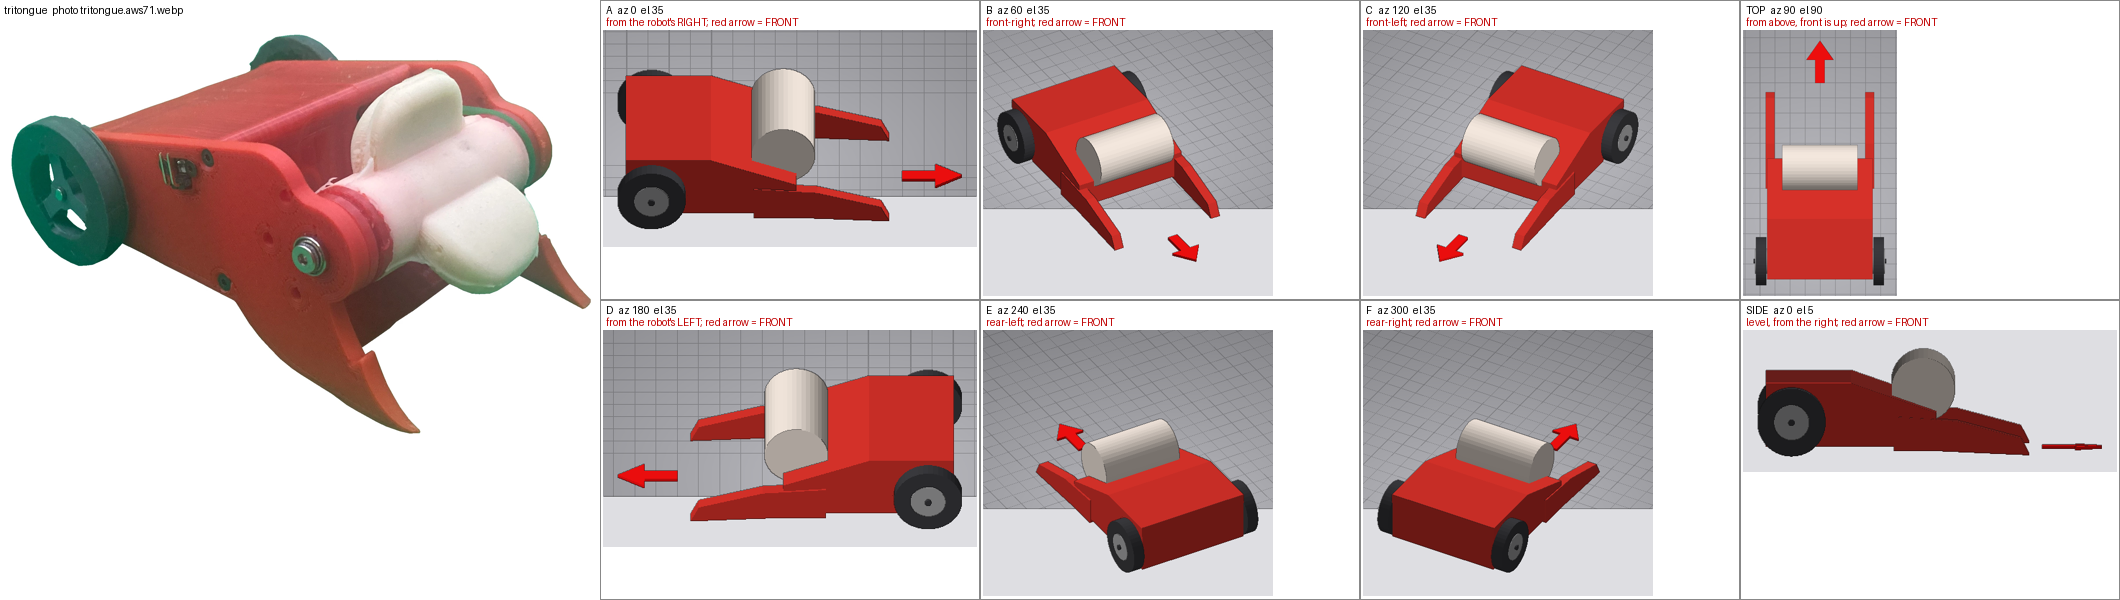 tritongue photo tritongue.aws71.webp
A az 0 el 35
from the robot's RIGHT; red arrow = FRONT
B az 60 el 35
front-right; red arrow = FRONT
C az 120 el 35
front-left; red arrow = FRONT
TOP az 90 el 90
from above, front is up; red arrow = FRONT
D az 180 el 35
from the robot's LEFT; red arrow = FRONT
E az 240 el 35
rear-left; red arrow = FRONT
F az 300 el 35
rear-right; red arrow = FRONT
SIDE az 0 el 5
level, from the right; red arrow = FRONT